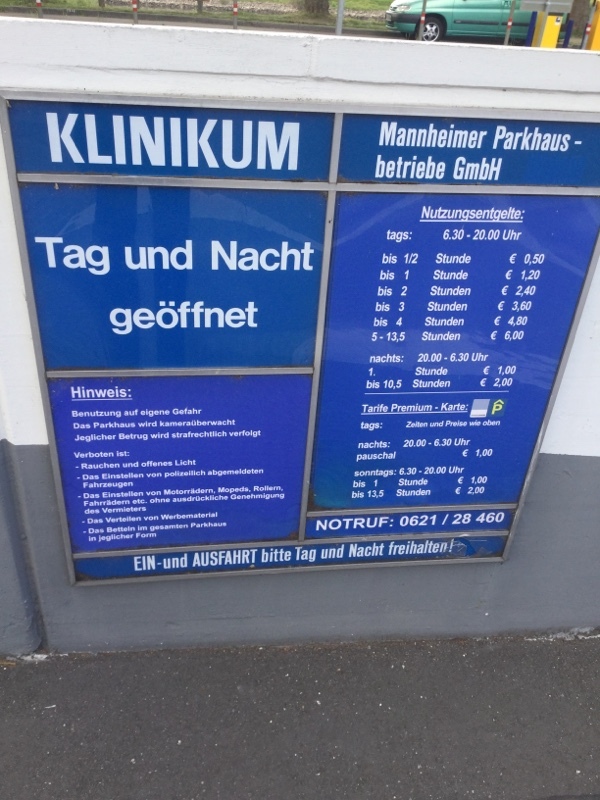 KLINIKUM
Tag und Nacht
geöffnet
Hinweis:
Benutzung auf eigene Gefahr
Das Parkhaus wird kameraüberwacht
Jeglicher Betrug wird strafrechtlich verfolgt
Verboten ist:
- Rauchen und offenes Licht
- Das Einstellen von polizeilich abgemeldeten
Fahrzeugen
- Das Einstellen von Motorrädern, Mopeds, Rollern,
Fahrrädern etc. ohne ausdrückliche Genehmigung
des Vermieters
- Das Verteilen von Werbematerial
- Das Betteln im gesamten Parkhaus
in jeglicher Form
Mannheimer Parkhaus-
betriebe GmbH
Nutzungsentgelte:
tags: 6.30 - 20.00 Uhr
bis 1/2 Stunde € 0,50
bis 1 Stunde € 1,20
bis 2 Stunden € 2,40
bis 3 Stunden € 3,60
bis 4 Stunden € 4,80
5 - 13,5 Stunden € 6,00
nachts: 20.00 - 6.30 Uhr
1. Stunde € 1,00
bis 10,5 Stunden € 2,00
Tarife Premium - Karte: P
tags: Zeiten und Preise wie oben
nachts: 20.00 - 6.30 Uhr
pauschal € 1,00
sonntags: 6.30 - 20.00 Uhr
bis 1 Stunde € 1,00
bis 13,5 Stunden € 2,00
NOTRUF: 0621 / 28 460
EIN-und AUSFAHRT bitte Tag und Nacht freihalten!